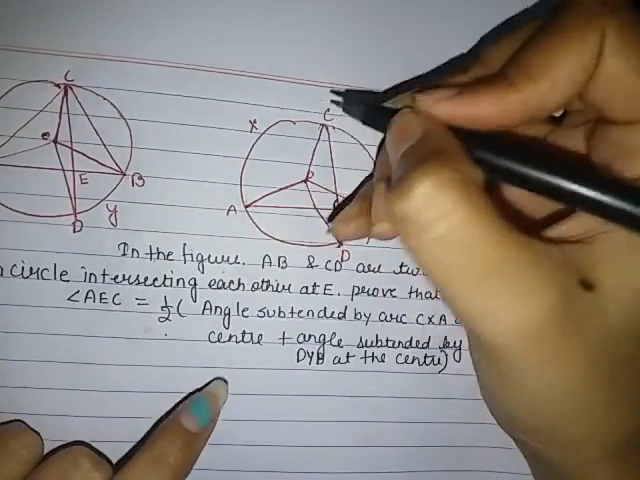 C
C
X
O
O
A
E
B
Y
D
D
In the figure. AB & CD are two
circle intersecting each other at E. prove that
∠AEC = 1/2 ( Angle subtended by arc CXA
centre + angle subtended by
DYB at the centre)